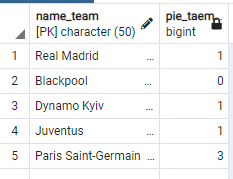 name_team pie_taem
[PK] character (50) bigint
1 Real Madrid ... 1
2 Blackpool ... 0
3 Dynamo Kyiv ... 1
4 Juventus ... 1
5 Paris Saint-Germain ... 3